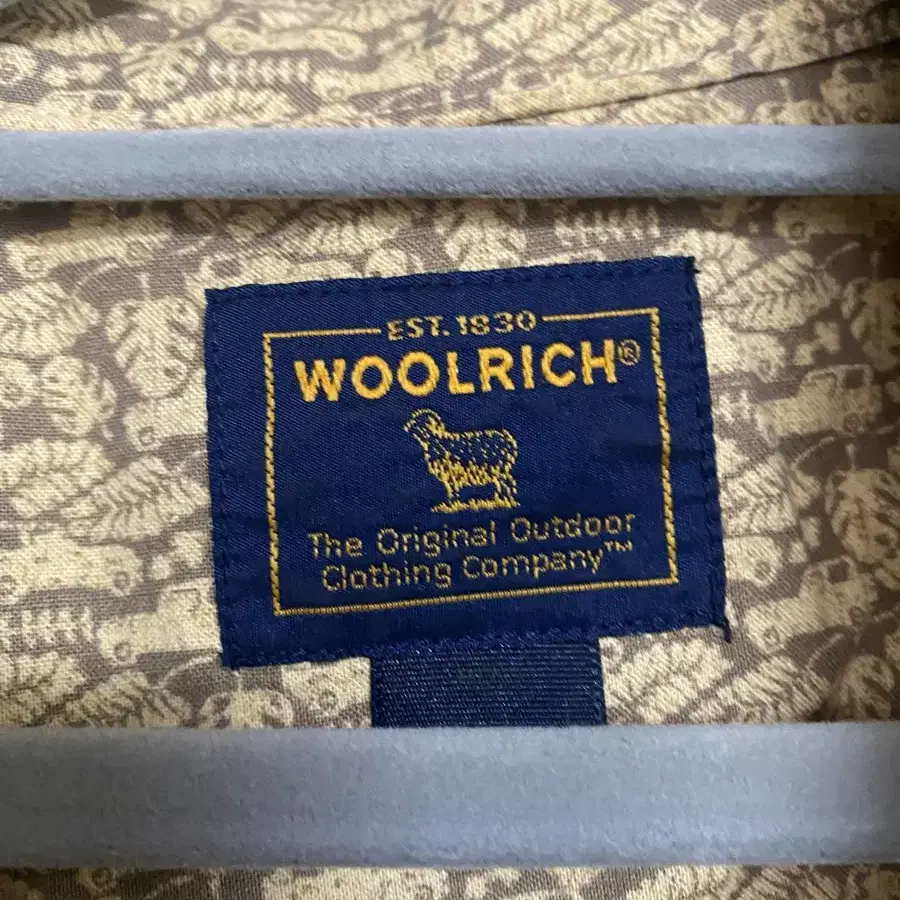 EST. 1830
WOOLRICH®
The Original Outdoor
Clothing Company™